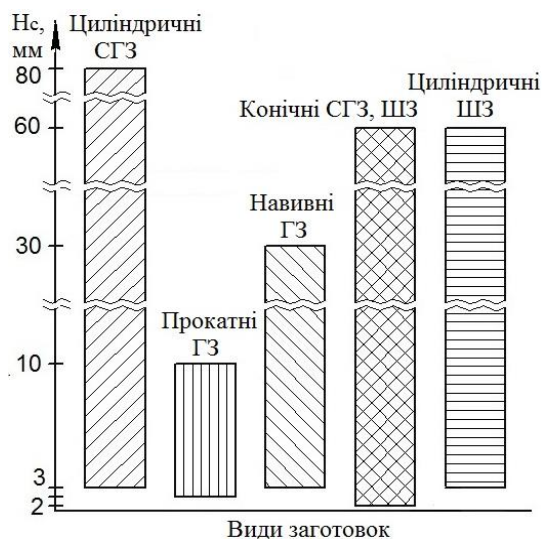 Hc,
мм
Циліндричні
СГЗ
80
60
30
10
3
2
Прокатні
ГЗ
Навивні
ГЗ
Конічні СГЗ, ШЗ
Циліндричні
ШЗ
Види заготовок